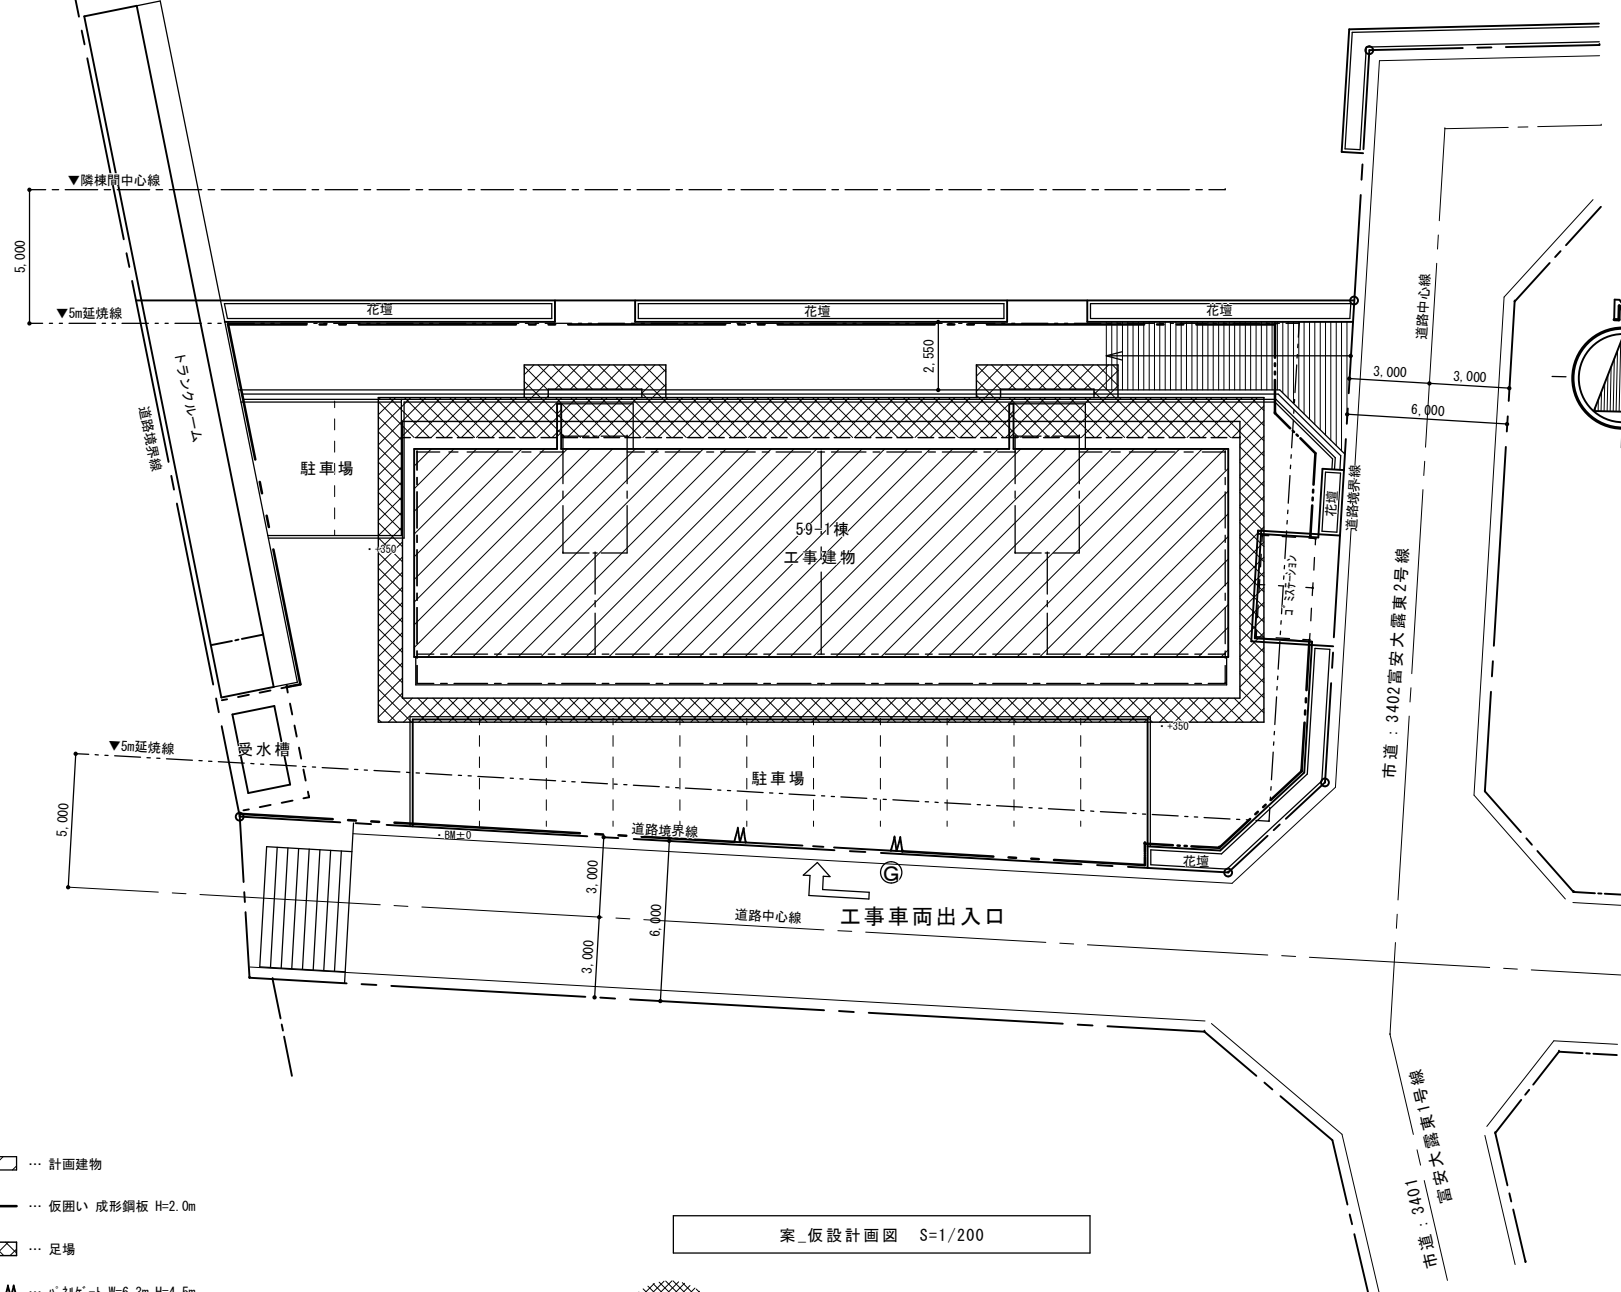 ▼隣棟間中心線
5,000
▼5m延焼線
花壇
花壇
花壇
道路中心線
トランクルーム
道路境界線
2,550
3,000
3,000
6,000
駐車場
道路境界線
花壇
59-1棟
工事建物
・+350
ｺﾞﾐｽﾃｰｼｮﾝ
市道：3402富安大露東2号線
・+350
▼5m延焼線
受水槽
駐車場
5,000
・BM±0
道路境界線
3,000
6,000
3,000
花壇
G
道路中心線
工事車両出入口
市道：3401
富安大露東1号線
… 計画建物
… 仮囲い 成形鋼板 H=2.0m
… 足場
案_仮設計画図 S=1/200